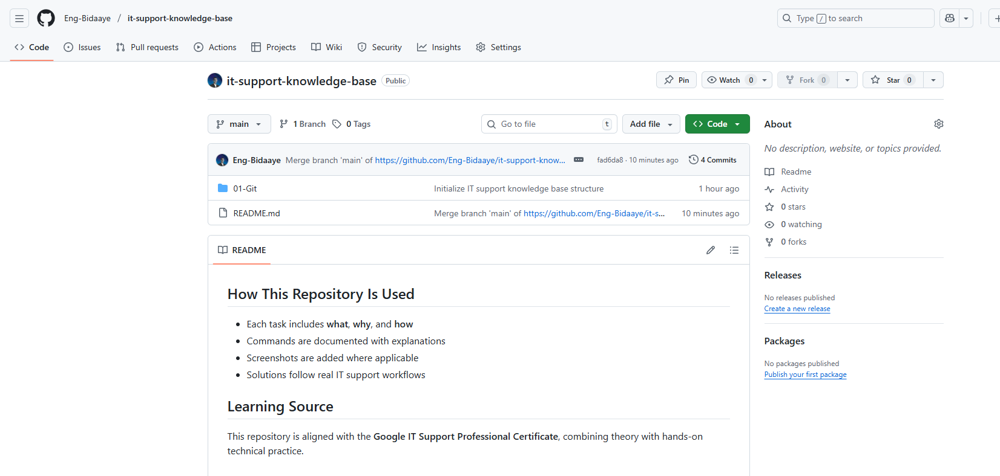 Eng-Bidaaye / it-support-knowledge-base
Type / to search
Code Issues Pull requests Actions Projects Wiki Security Insights Settings
it-support-knowledge-base Public
Pin Watch 0 Fork 0 Star 0
main 1 Branch 0 Tags
Go to file t
Add file Code
Eng-Bidaaye Merge branch 'main' of https://github.com/Eng-Bidaaye/it-support-know... fad6da8 · 10 minutes ago 4 Commits
01-Git Initialize IT support knowledge base structure 1 hour ago
README.md Merge branch 'main' of https://github.com/Eng-Bidaaye/it-s... 10 minutes ago
README
How This Repository Is Used
Each task includes what, why, and how
Commands are documented with explanations
Screenshots are added where applicable
Solutions follow real IT support workflows
Learning Source
This repository is aligned with the Google IT Support Professional Certificate, combining theory with hands-on
technical practice.
About
No description, website, or topics provided.
Readme
Activity
0 stars
0 watching
0 forks
Releases
No releases published
Create a new release
Packages
No packages published
Publish your first package